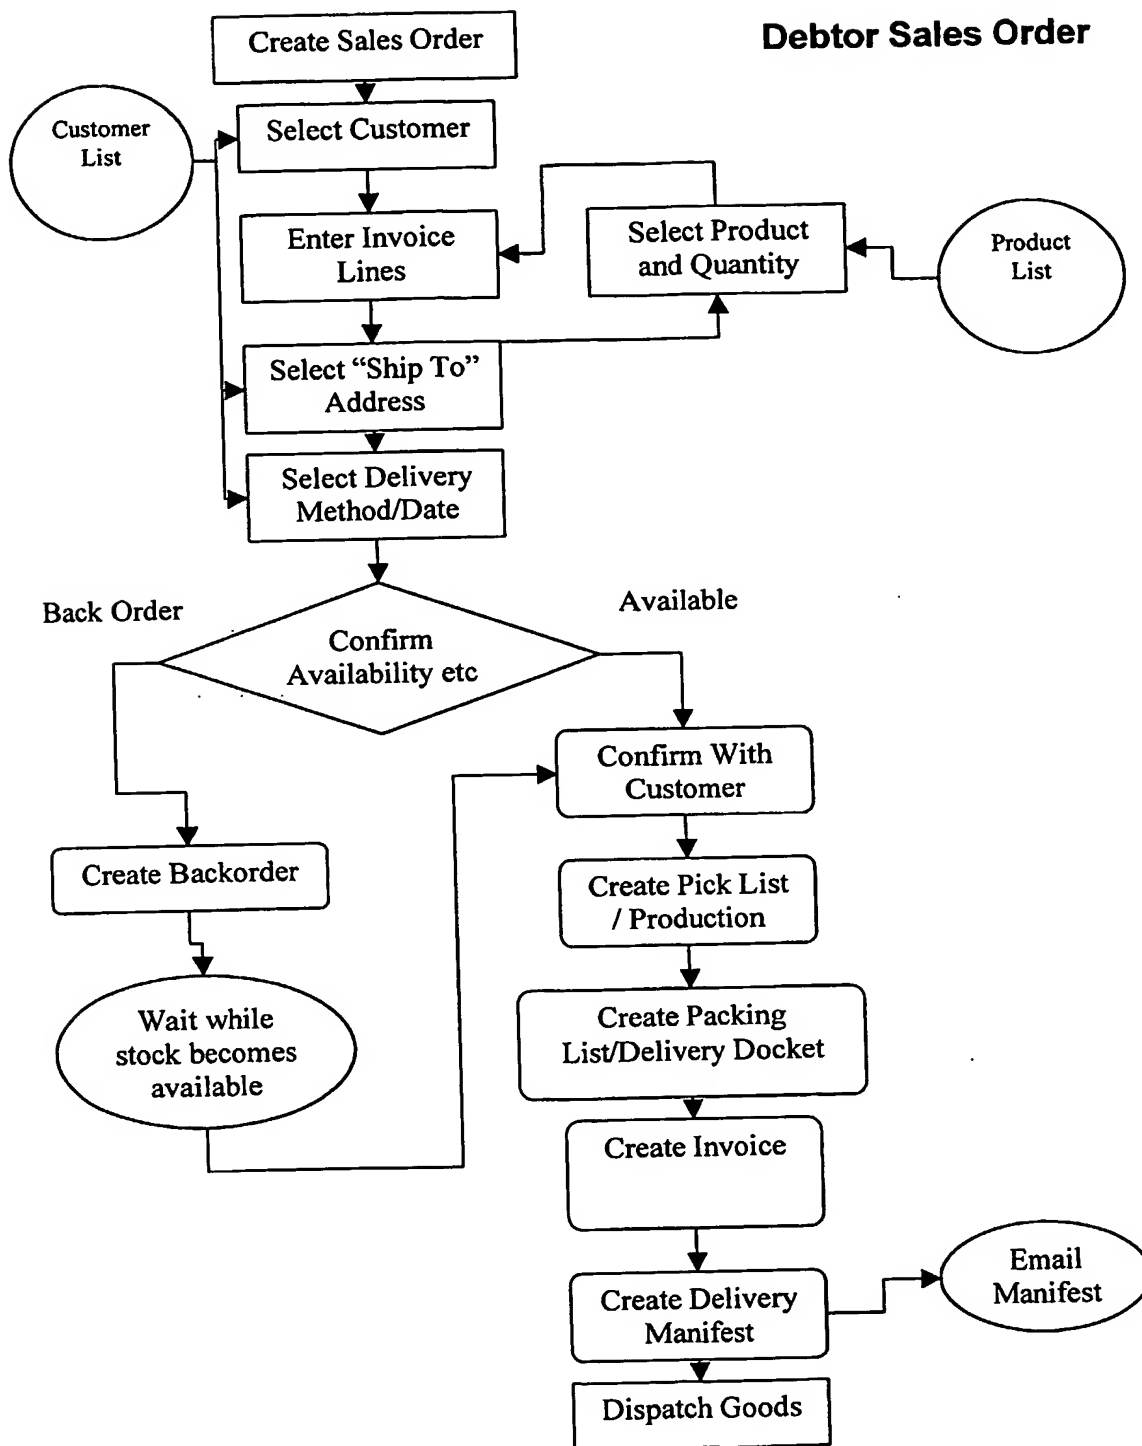 Debtor Sales Order
Create Sales Order
Customer
List
Select Customer
Enter Invoice
Lines
Select Product
and Quantity
Product
List
Select “Ship To”
Address
Select Delivery
Method/Date
Back Order
Available
Confirm
Availability etc
Confirm With
Customer
Create Backorder
Create Pick List
/ Production
Wait while
stock becomes
available
Create Packing
List/Delivery Docket
Create Invoice
Email
Manifest
Create Delivery
Manifest
Dispatch Goods